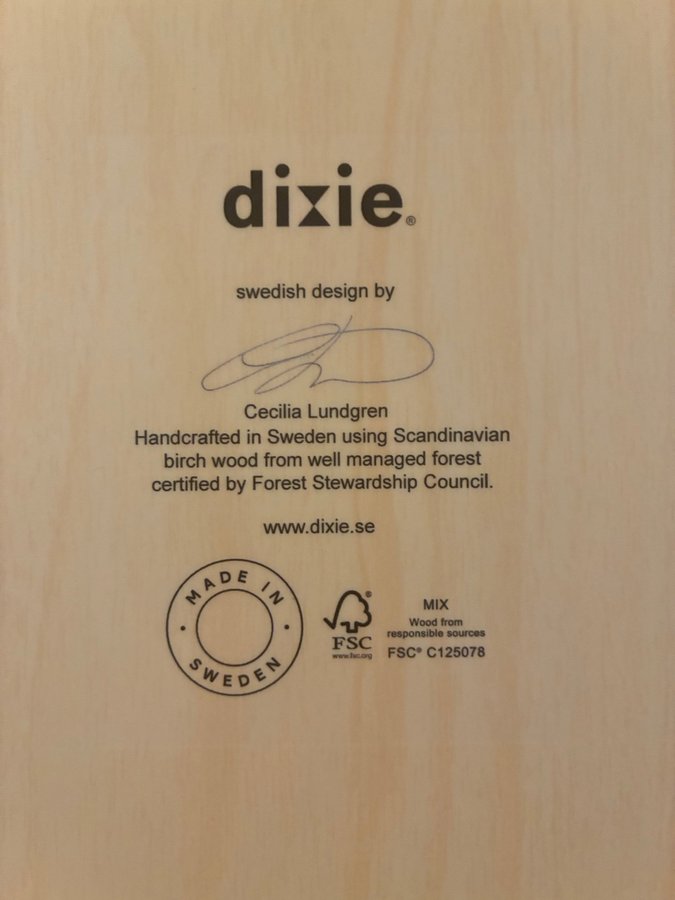 dixie®
swedish design by
Cecilia Lundgren
Handcrafted in Sweden using Scandinavian
birch wood from well managed forest
certified by Forest Stewardship Council.
www.dixie.se
MADE IN
SWEDEN
®
FSC
www.fsc.org
MIX
Wood from
responsible sources
FSC® C125078